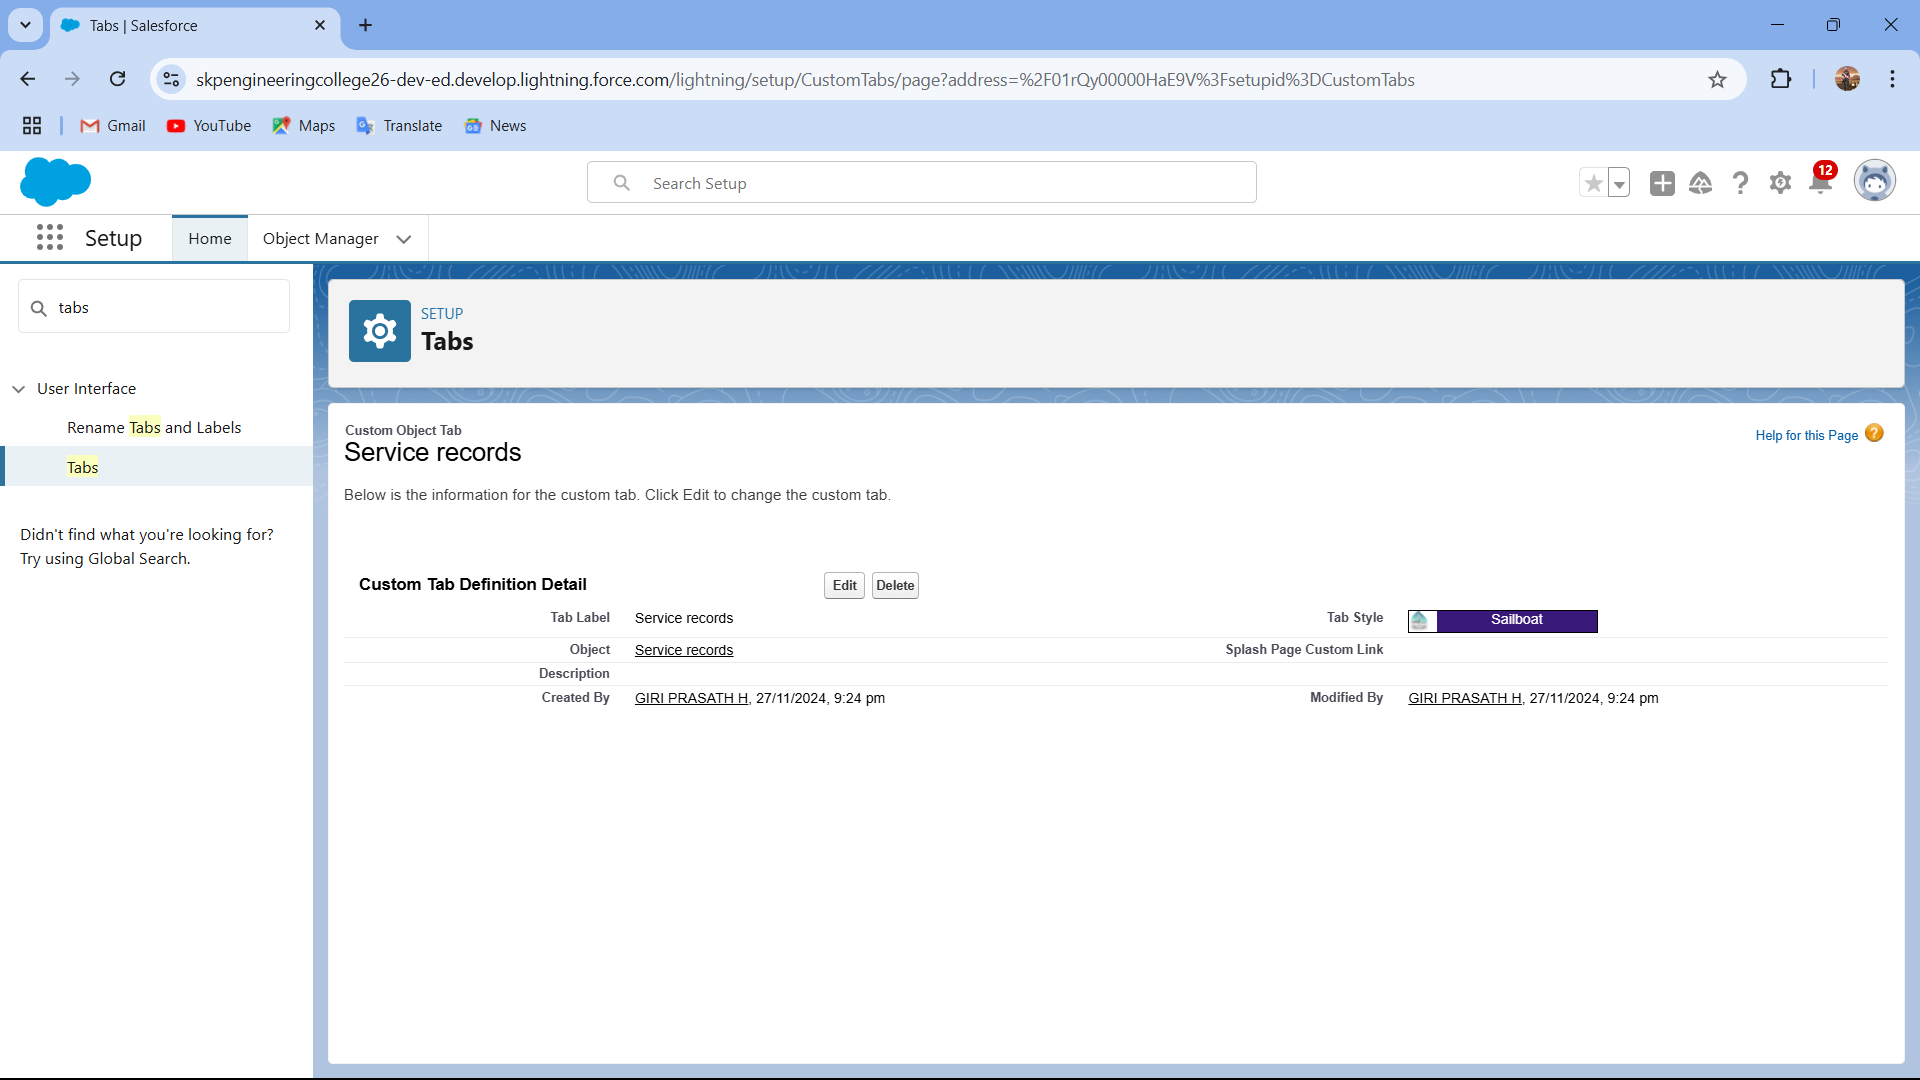 Tabs | Salesforce
skpengineeringcollege26-dev-ed.develop.lightning.force.com/lightning/setup/CustomTabs/page?address=%2F01rQy00000HaE9V%3Fsetupid%3DCustomTabs
Gmail YouTube Maps Translate News
Search Setup
12
Setup Home Object Manager
tabs
SETUP
Tabs
User Interface
Rename Tabs and Labels
Tabs
Didn't find what you're looking for?
Try using Global Search.
Custom Object Tab
Service records
Help for this Page ?
Below is the information for the custom tab. Click Edit to change the custom tab.
Custom Tab Definition Detail Edit Delete
Tab Label Service records Tab Style Sailboat
Object Service records Splash Page Custom Link
Description
Created By GIRI PRASATH H, 27/11/2024, 9:24 pm Modified By GIRI PRASATH H, 27/11/2024, 9:24 pm